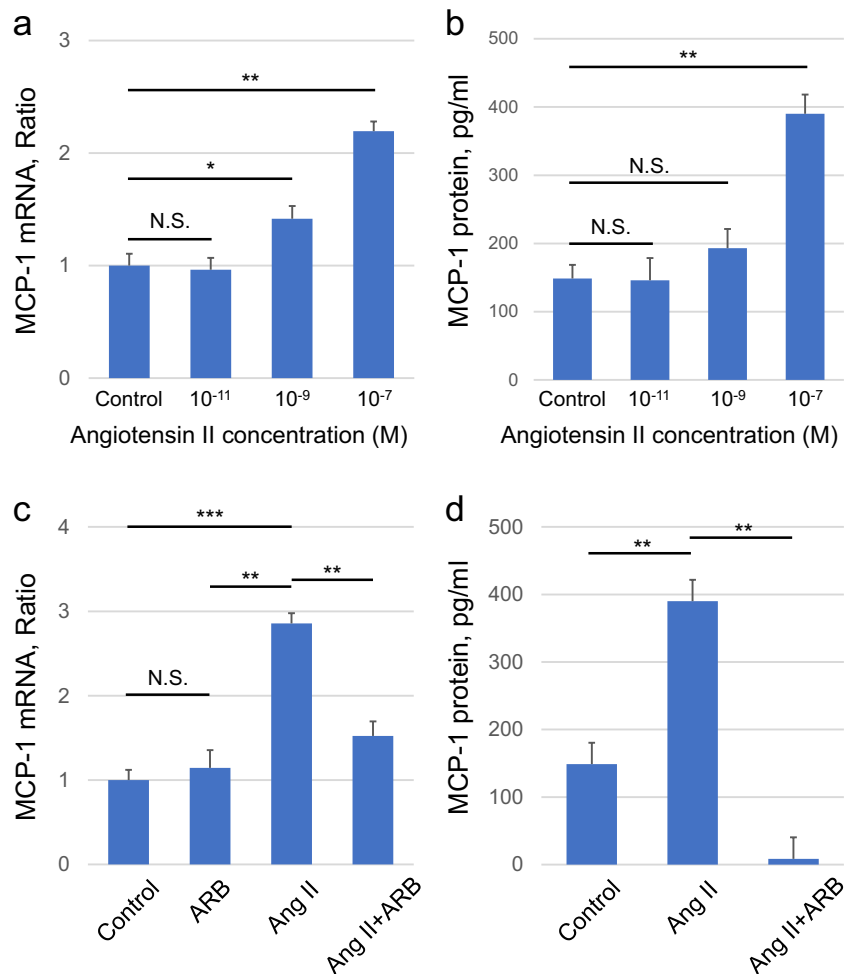 a
MCP-1 mRNA, Ratio
3
2
1
0
**
*
N.S.
Control 10⁻¹¹ 10⁻⁹ 10⁻⁷
Angiotensin II concentration (M)
b
MCP-1 protein, pg/ml
500
400
300
200
100
0
**
N.S.
N.S.
Control 10⁻¹¹ 10⁻⁹ 10⁻⁷
Angiotensin II concentration (M)
c
MCP-1 mRNA, Ratio
4
3
2
1
0
***
** **
N.S.
Control ARB Ang II Ang II+ARB
d
MCP-1 protein, pg/ml
500
400
300
200
100
0
** **
Control Ang II Ang II+ARB